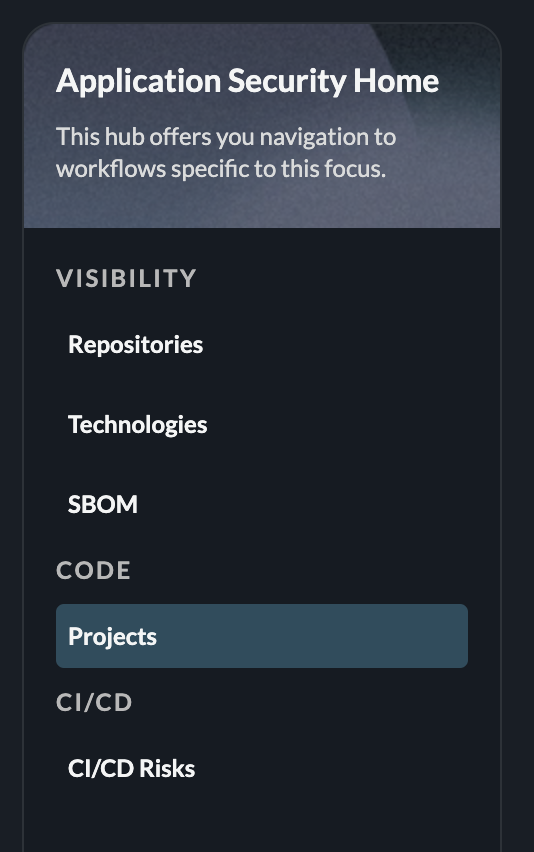 Application Security Home
This hub offers you navigation to
workflows specific to this focus.
VISIBILITY
Repositories
Technologies
SBOM
CODE
Projects
CI/CD
CI/CD Risks